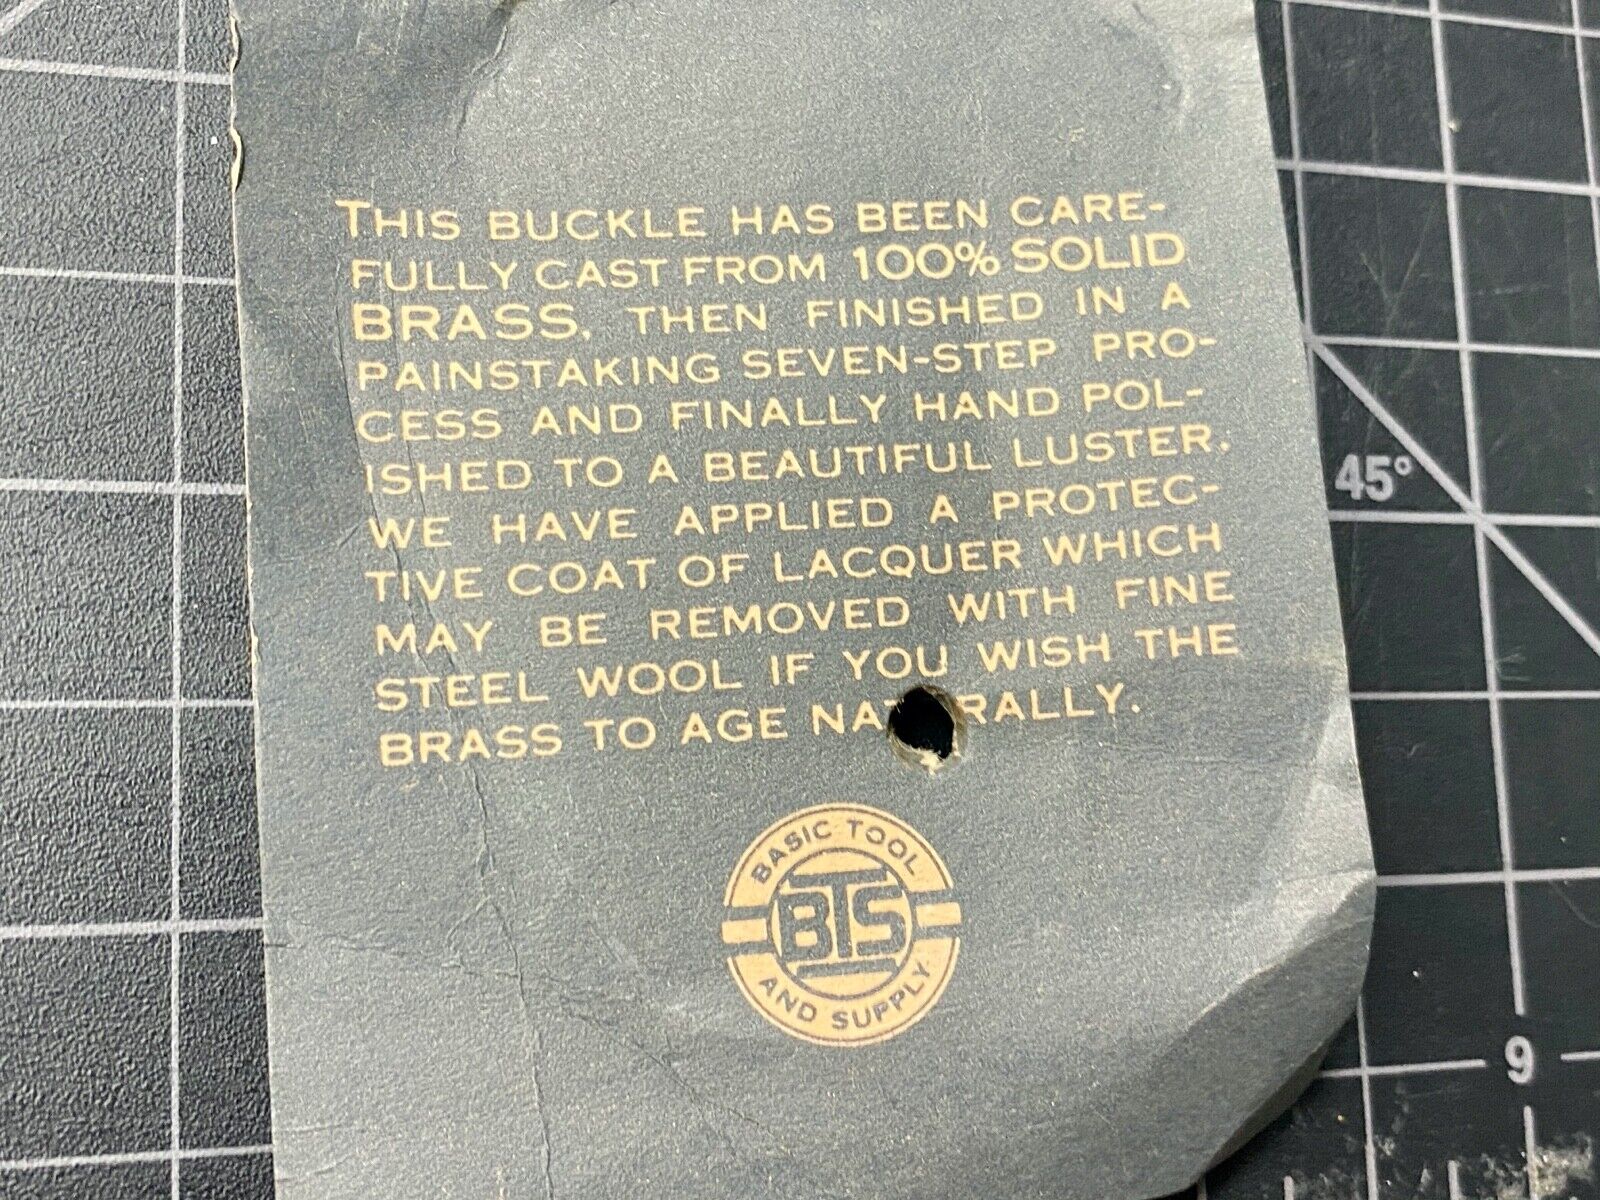 THIS BUCKLE HAS BEEN CARE-
FULLY CAST FROM 100% SOLID
BRASS, THEN FINISHED IN A
PAINSTAKING SEVEN-STEP PRO-
CESS AND FINALLY HAND POL-
ISHED TO A BEAUTIFUL LUSTER.
WE HAVE APPLIED A PROTEC-
TIVE COAT OF LACQUER WHICH
MAY BE REMOVED WITH FINE
STEEL WOOL IF YOU WISH THE
BRASS TO AGE NATURALLY.
BASIC TOOL
BTS
AND SUPPLY
45°
9